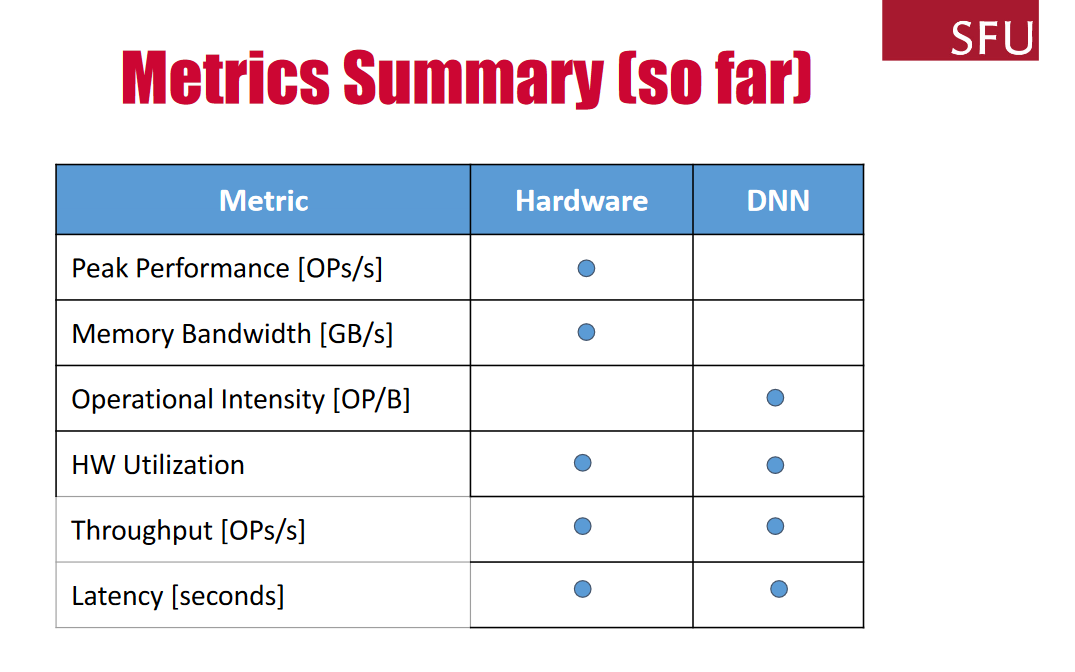 SFU
Metrics Summary (so far)
Metric Hardware DNN
Peak Performance [OPs/s]
Memory Bandwidth [GB/s]
Operational Intensity [OP/B]
HW Utilization
Throughput [OPs/s]
Latency [seconds]